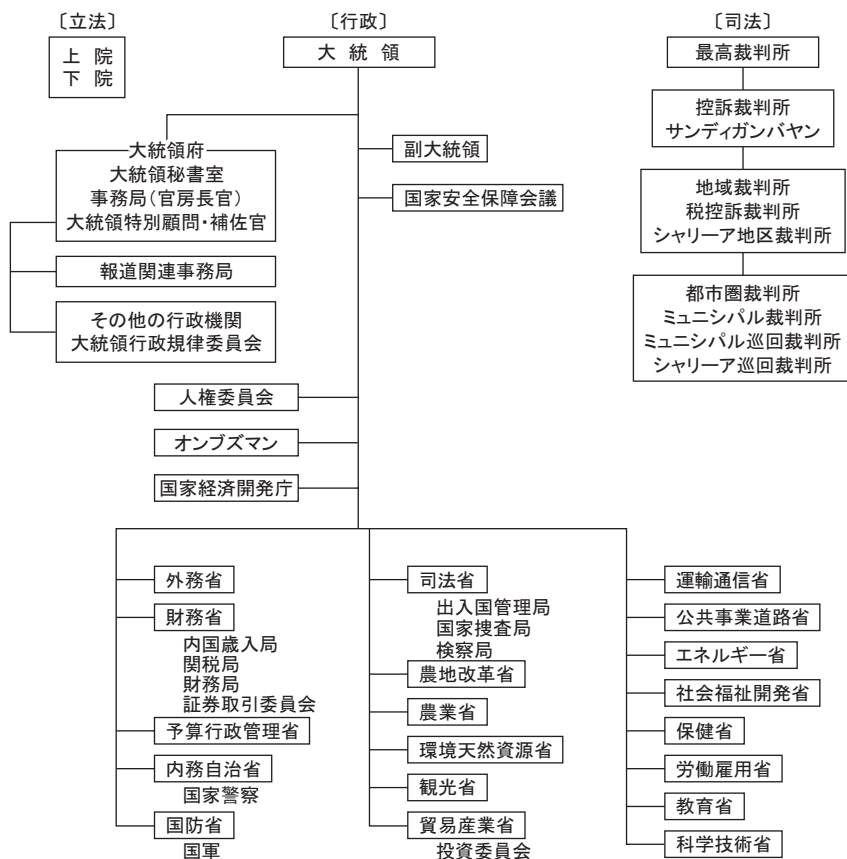 〔立法〕
上 院
下 院
〔行政〕
大 統 領
大統領府
大統領秘書室
事務局（官房長官）
大統領特別顧問・補佐官
報道関連事務局
その他の行政機関
大統領行政規律委員会
副大統領
国家安全保障会議
人権委員会
オンブズマン
国家経済開発庁
〔司法〕
最高裁判所
控訴裁判所
サンディガンバヤン
地域裁判所
税控訴裁判所
シャリーア地区裁判所
都市圏裁判所
ミュニシパル裁判所
ミュニシパル巡回裁判所
シャリーア巡回裁判所
外務省
財務省
内国歳入局
関税局
財務局
証券取引委員会
予算行政管理省
内務自治省
国家警察
国防省
国軍
司法省
出入国管理局
国家捜査局
検察局
農地改革省
農業省
環境天然資源省
観光省
貿易産業省
投資委員会
運輸通信省
公共事業道路省
エネルギー省
社会福祉開発省
保健省
労働雇用省
教育省
科学技術省